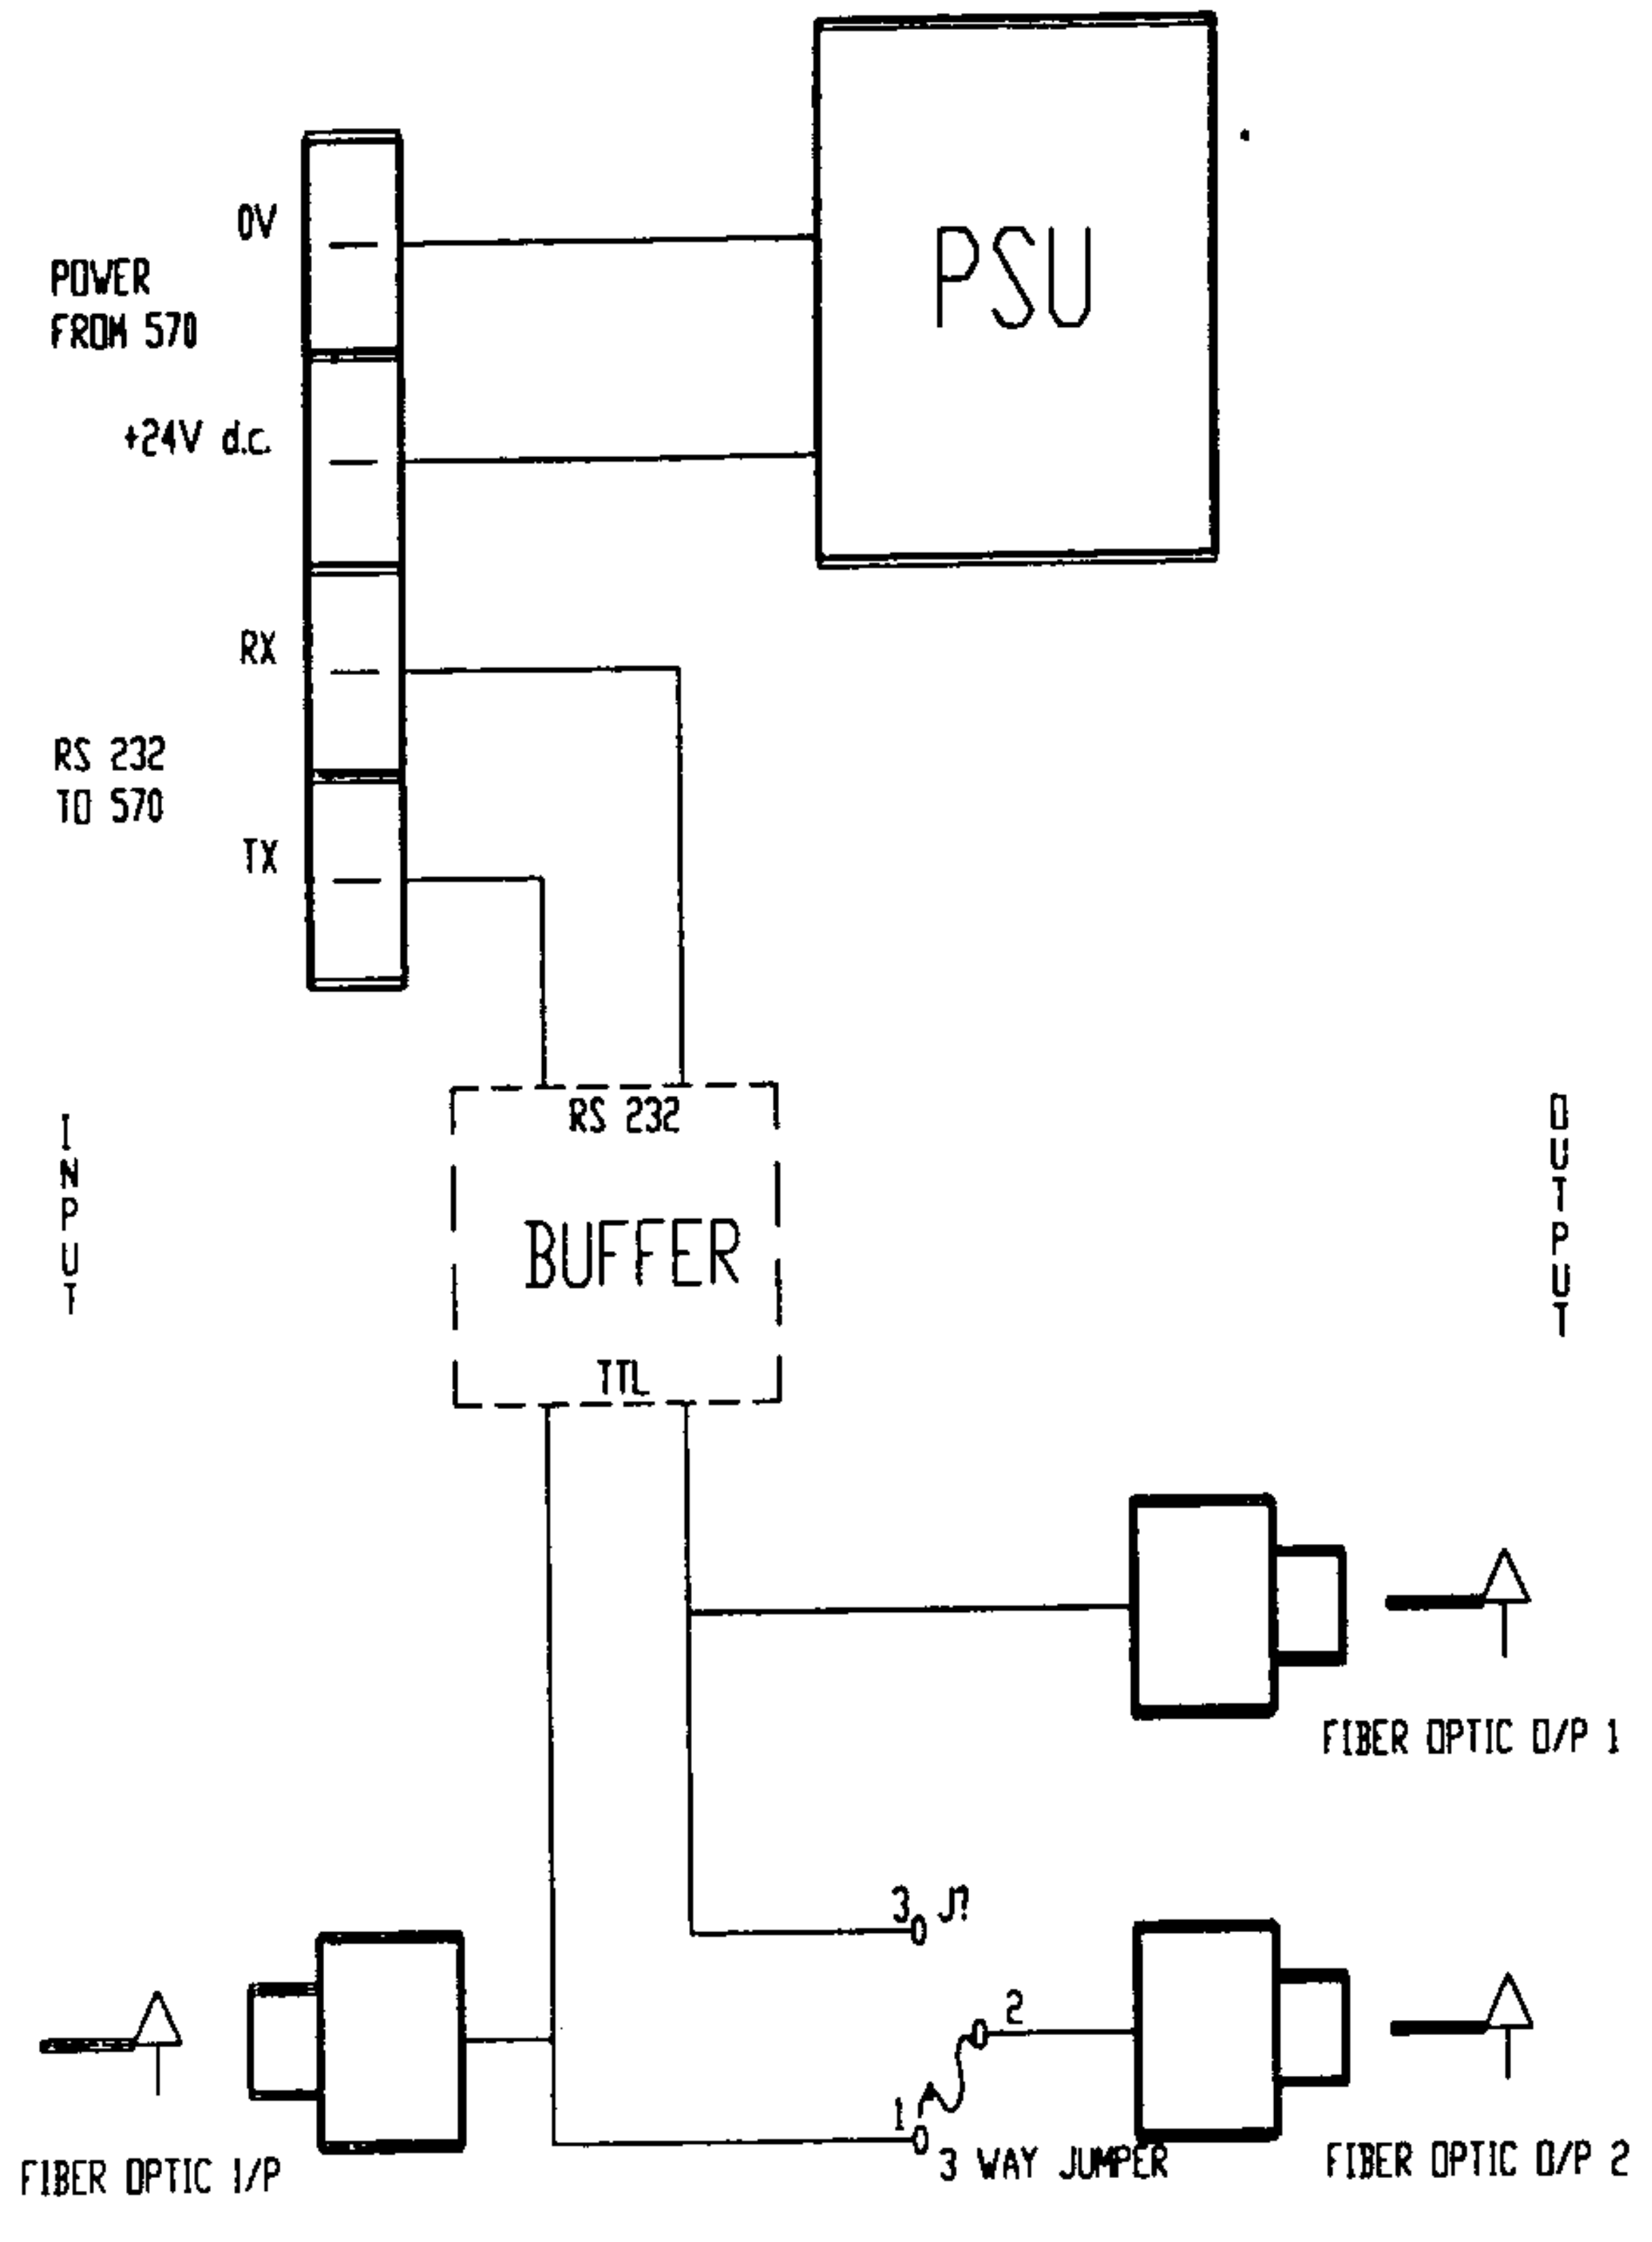 0V
PSU
POWER
FROM 570
+24V d.c.
RX
RS 232
TO 570
TX
RS 232
INPUT
OUTPUT
BUFFER
TTL
FIBER OPTIC O/P 1
3 J?
2
1
3 WAY JUMPER
FIBER OPTIC O/P 2
FIBER OPTIC I/P